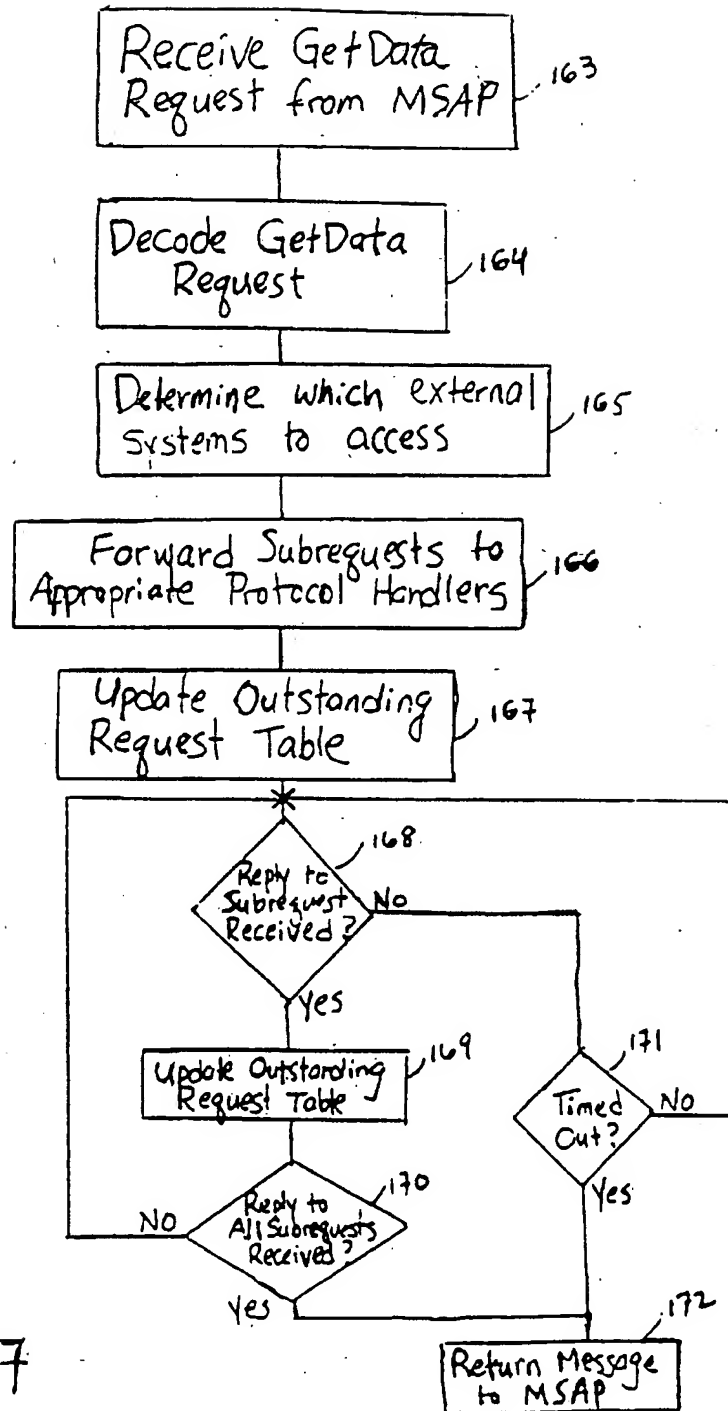 Receive GetData
Request from MSAP
163
Decode GetData
Request
164
Determine which external
systems to access
165
Forward Subrequests to
Appropriate Protocol Handlers
166
Update Outstanding
Request Table
167
168
Reply to
Subrequest
Received?
No
Yes
169
Update Outstanding
Request Table
171
Timed
Out?
No
Yes
170
Reply to
All Subrequests
Received?
No
Yes
172
Return Message
to MSAP
7